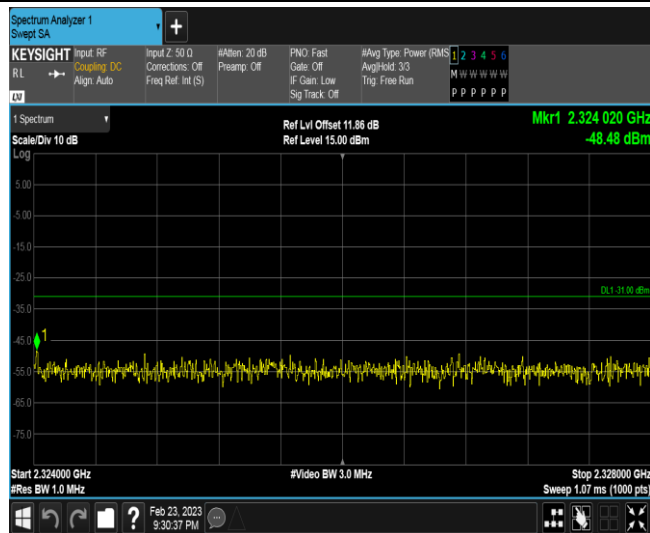 Spectrum Analyzer 1
Swept SA
KEYSIGHT
RL
LXI
Input: RF
Coupling: DC
Align: Auto
Input Z: 50 Ω
Corrections: Off
Freq Ref: Int (S)
#Atten: 20 dB
Preamp: Off
PNO: Fast
Gate: Off
IF Gain: Low
Sig Track: Off
#Avg Type: Power (RMS
Avg|Hold: 3/3
Trig: Free Run
1 2 3 4 5 6
M W W W W W
P P P P P P
1 Spectrum
Scale/Div 10 dB
Log
Ref Lvl Offset 11.86 dB
Ref Level 15.00 dBm
Mkr1 2.324 020 GHz
-48.48 dBm
5.00
-5.00
-15.0
-25.0
DL1 -31.00 dBm
-35.0
1
-45.0
-55.0
-65.0
-75.0
Start 2.324000 GHz
#Res BW 1.0 MHz
#Video BW 3.0 MHz
Stop 2.328000 GHz
Sweep 1.07 ms (1000 pts)
Feb 23, 2023
9:30:37 PM